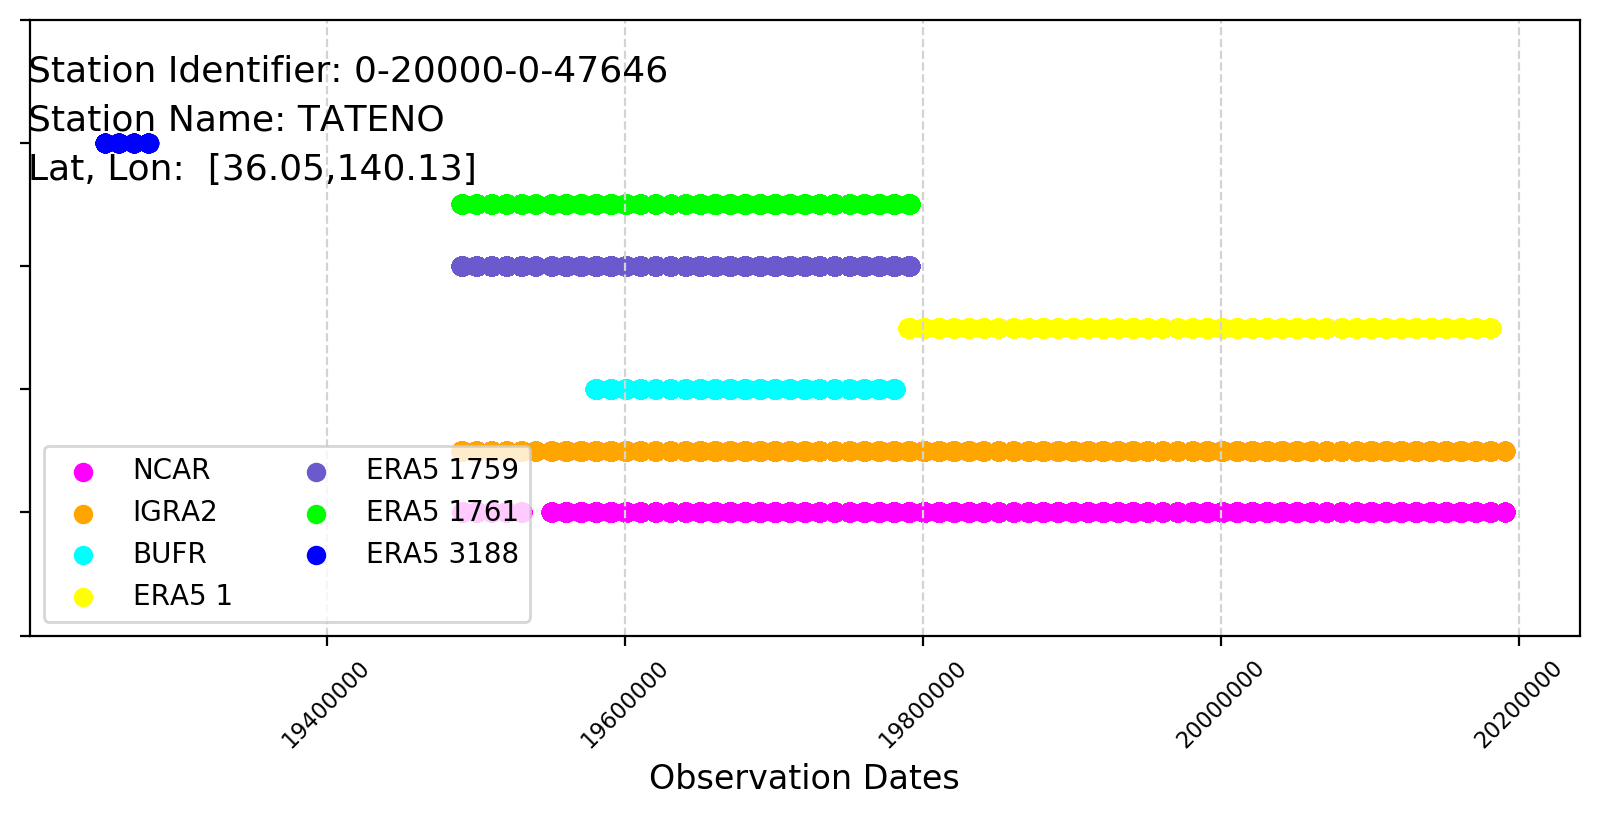 Station Identifier: 0-20000-0-47646
Station Name: TATENO
Lat, Lon:  [36.05,140.13]
NCAR
IGRA2
BUFR
ERA5 1
ERA5 1759
ERA5 1761
ERA5 3188
19400000
19600000
19800000
20000000
20200000
Observation Dates